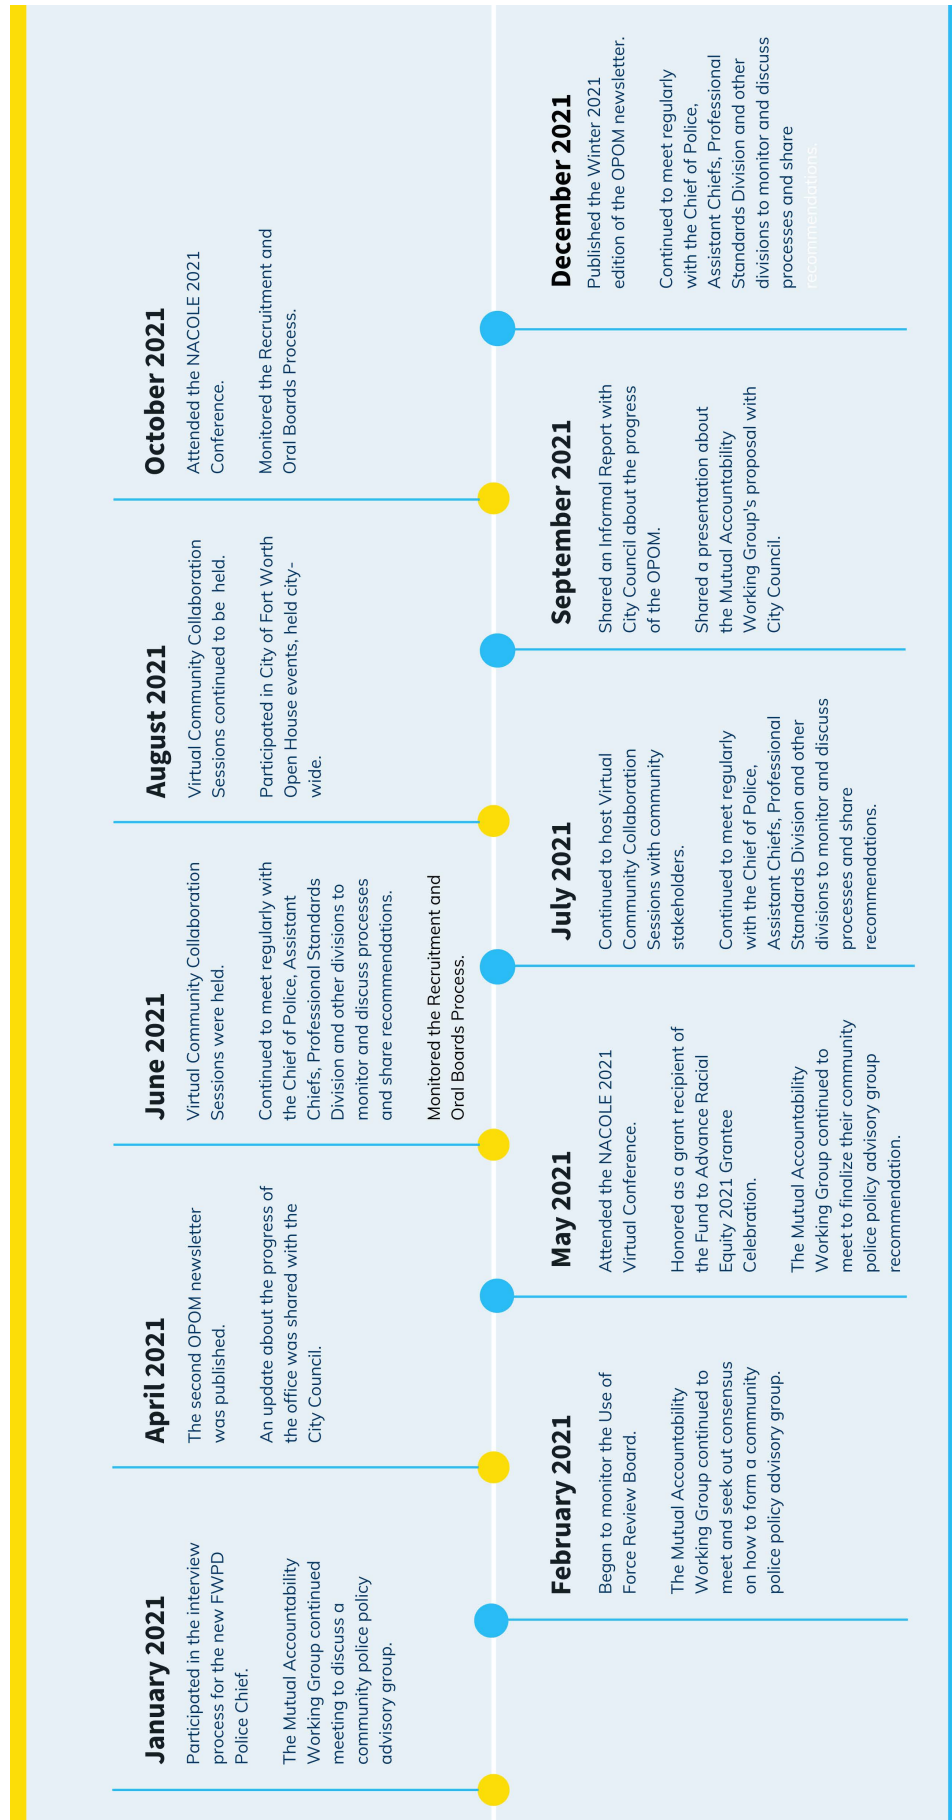 January 2021
Participated in the interview
process for the new FWPD
Police Chief.
The Mutual Accountability
Working Group continued
meeting to discuss a
community police policy
advisory group.
February 2021
Began to monitor the Use of
Force Review Board.
The Mutual Accountability
Working Group continued to
meet and seek out consensus
on how to form a community
police policy advisory group.
April 2021
The second OPOM newsletter
was published.
An update about the progress of
the office was shared with the
City Council.
May 2021
Attended the NACOLE 2021
Virtual Conference.
Honored as a grant recipient of
the Fund to Advance Racial
Equity 2021 Grantee
Celebration.
The Mutual Accountability
Working Group continued to
meet to finalize their community
police policy advisory group
recommendation.
June 2021
Virtual Community Collaboration
Sessions were held.
Continued to meet regularly with
the Chief of Police, Assistant
Chiefs, Professional Standards
Division and other divisions to
monitor and discuss processes
and share recommendations.
Monitored the Recruitment and
Oral Boards Process.
July 2021
Continued to host Virtual
Community Collaboration
Sessions with community
stakeholders.
Continued to meet regularly
with the Chief of Police,
Assistant Chiefs, Professional
Standards Division and other
divisions to monitor and discuss
processes and share
recommendations.
August 2021
Virtual Community Collaboration
Sessions continued to be held.
Participated in City of Fort Worth
Open House events, held city-
wide.
September 2021
Shared an Informal Report with
City Council about the progress
of the OPOM.
Shared a presentation about
the Mutual Accountability
Working Group's proposal with
City Council.
October 2021
Attended the NACOLE 2021
Conference.
Monitored the Recruitment and
Oral Boards Process.
December 2021
Published the Winter 2021
edition of the OPOM newsletter.
Continued to meet regularly
with the Chief of Police,
Assistant Chiefs, Professional
Standards Division and other
divisions to monitor and discuss
processes and share
recommendations.